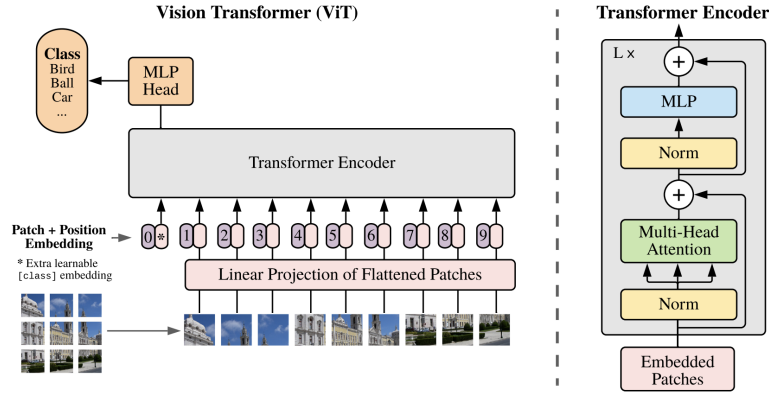 Vision Transformer (ViT)
Class
Bird
Ball
Car
...
MLP
Head
Transformer Encoder
0 * 1 2 3 4 5 6 7 8 9
Patch + Position
Embedding
* Extra learnable
[class] embedding
Linear Projection of Flattened Patches
Transformer Encoder
L x
+
MLP
Norm
+
Multi-Head
Attention
Norm
Embedded
Patches